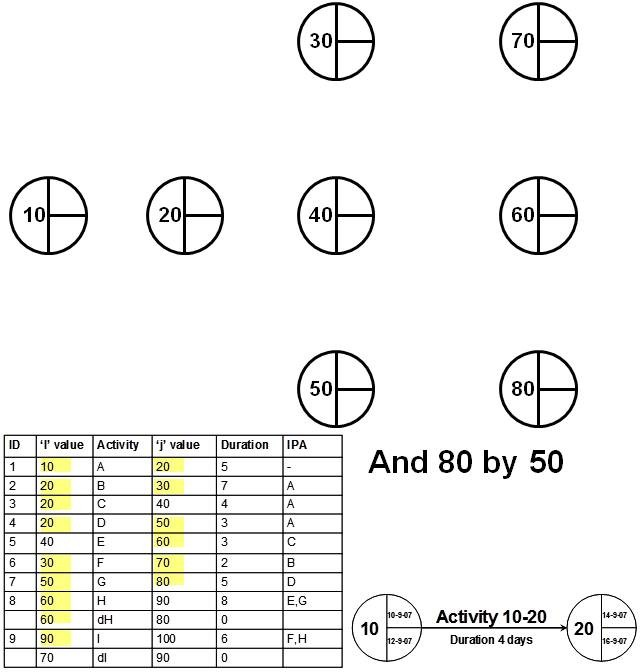 30 70
10 20 40 60
50 80
ID 'I' value Activity 'j' value Duration IPA
1 10 A 20 5 -
2 20 B 30 7 A
3 20 C 40 4 A
4 20 D 50 3 A
5 40 E 60 3 C
6 30 F 70 2 B
7 50 G 80 5 D
8 60 H 90 8 E,G
60 dH 80 0
9 90 I 100 6 F,H
70 dI 90 0
And 80 by 50
10 10-9-07 12-9-07
Activity 10-20
Duration 4 days
20 14-9-07 16-9-07